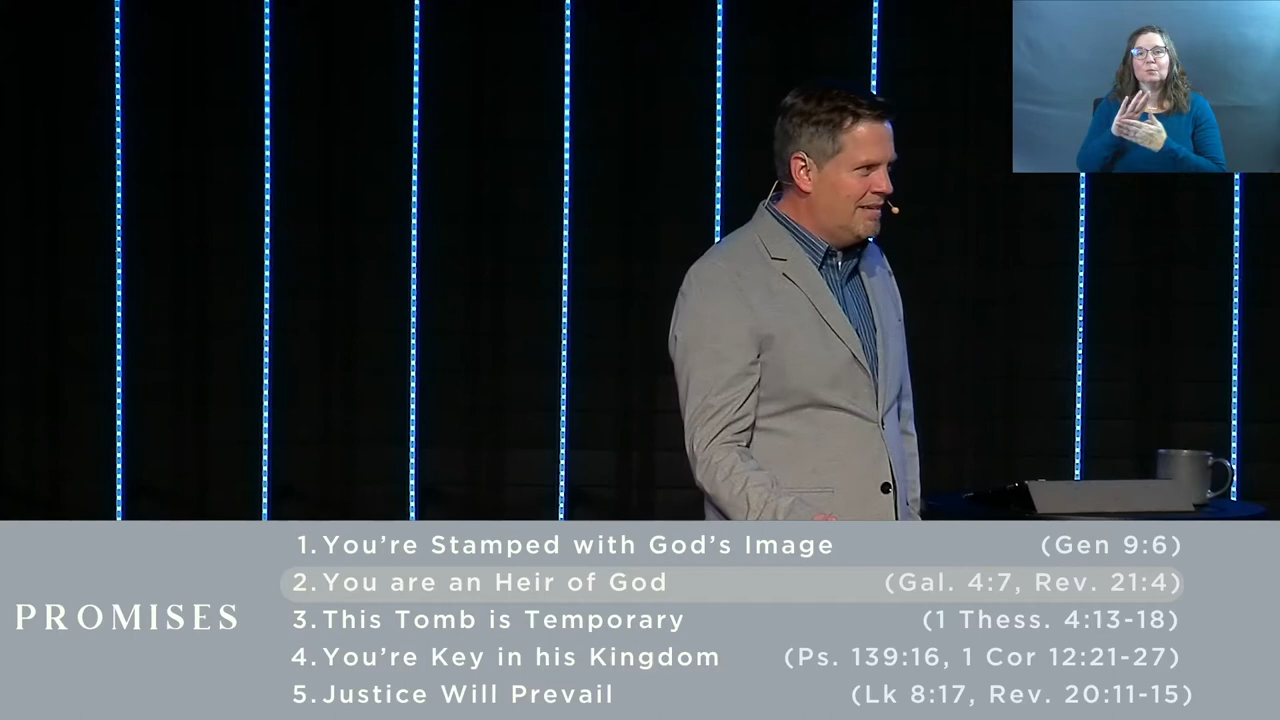 PROMISES
1. You’re Stamped with God’s Image (Gen 9:6)
2. You are an Heir of God (Gal. 4:7, Rev. 21:4)
3. This Tomb is Temporary (1 Thess. 4:13-18)
4. You’re Key in his Kingdom (Ps. 139:16, 1 Cor 12:21-27)
5. Justice Will Prevail (Lk 8:17, Rev. 20:11-15)